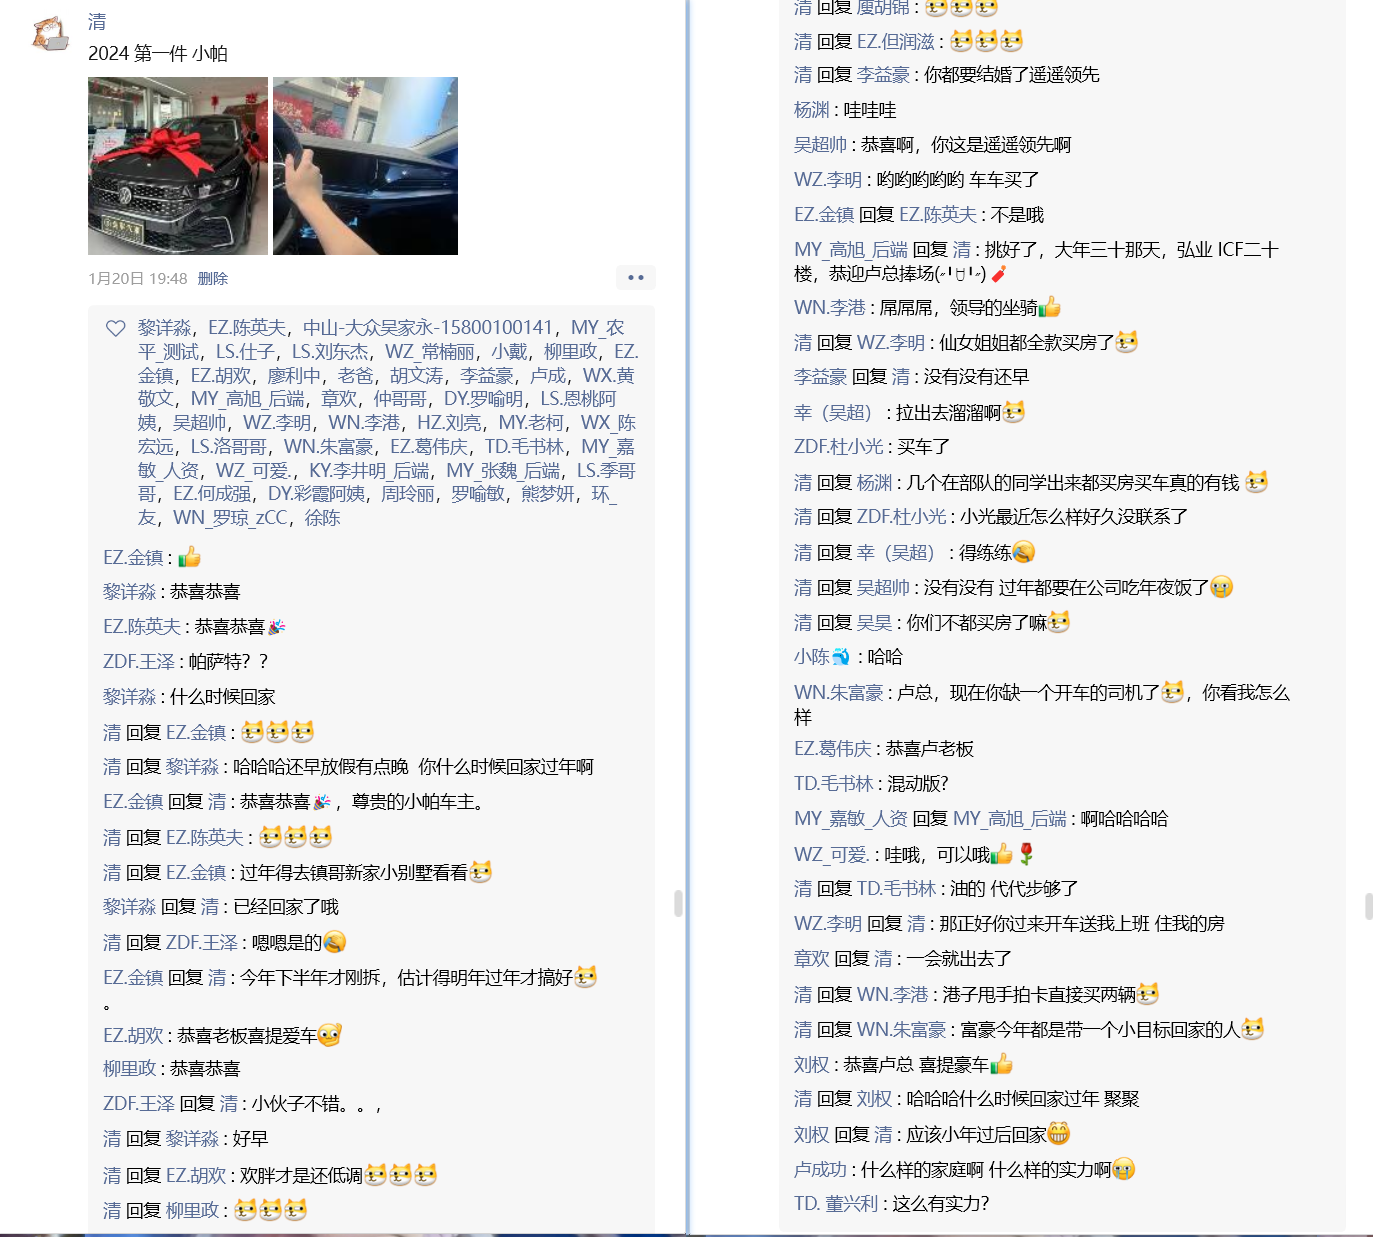 清
2024 第一件 小帕
1月20日 19:48 删除
黎详淼, EZ.陈英夫, 中山-大众吴家永-15800100141, MY_农
平_测试, LS.仕子, LS.刘东杰, WZ_常楠丽, 小戴, 柳里政, EZ.
金镇, EZ.胡欢, 廖利中, 老爸, 胡文涛, 李益豪, 卢成, WX.黄
敬文, MY_高旭_后端, 章欢, 仲哥哥, DY.罗喻明, LS.恩桃阿
姨, 吴超帅, WZ.李明, WN.李港, HZ.刘亮, MY.老柯, WX_陈
宏远, LS.洛哥哥, WN.朱富豪, EZ.葛伟庆, TD.毛书林, MY_嘉
敏_人资, WZ_可爱., KY.李井明_后端, MY_张魏_后端, LS.季哥
哥, EZ.何成强, DY.彩霞阿姨, 周玲丽, 罗喻敏, 熊梦妍, 环_
友, WN_罗琼_zCC, 徐陈
EZ.金镇 : 👍
黎详淼 : 恭喜恭喜
EZ.陈英夫 : 恭喜恭喜🎉
ZDF.王泽 : 帕萨特？？
黎详淼 : 什么时候回家
清 回复 EZ.金镇 :
清 回复 黎详淼 : 哈哈哈还早放假有点晚 你什么时候回家过年啊
EZ.金镇 回复 清 : 恭喜恭喜🎉，尊贵的小帕车主。
清 回复 EZ.陈英夫 :
清 回复 EZ.金镇 : 过年得去镇哥新家小别墅看看
黎详淼 回复 清 : 已经回家了哦
清 回复 ZDF.王泽 : 嗯嗯是的
EZ.金镇 回复 清 : 今年下半年才刚拆，估计得明年过年才搞好
。
EZ.胡欢 : 恭喜老板喜提爱车
柳里政 : 恭喜恭喜
ZDF.王泽 回复 清 : 小伙子不错。。，
清 回复 黎详淼 : 好早
清 回复 EZ.胡欢 : 欢胖才是还低调
清 回复 柳里政 :
清 回复 廖胡锦 :
清 回复 EZ.但润滋 :
清 回复 李益豪 : 你都要结婚了遥遥领先
杨渊 : 哇哇哇
吴超帅 : 恭喜啊，你这是遥遥领先啊
WZ.李明 : 哟哟哟哟哟 车车买了
EZ.金镇 回复 EZ.陈英夫 : 不是哦
MY_高旭_后端 回复 清 : 挑好了，大年三十那天，弘业 ICF二十
楼，恭迎卢总捧场(˶╹ꇴ╹˶)🧨
WN.李港 : 屌屌屌，领导的坐骑👍
清 回复 WZ.李明 : 仙女姐姐都全款买房了
李益豪 回复 清 : 没有没有还早
幸（吴超） : 拉出去溜溜啊
ZDF.杜小光 : 买车了
清 回复 杨渊 : 几个在部队的同学出来都买房买车真的有钱
清 回复 ZDF.杜小光 : 小光最近怎么样好久没联系了
清 回复 幸（吴超） : 得练练
清 回复 吴超帅 : 没有没有 过年都要在公司吃年夜饭了
清 回复 吴昊 : 你们不都买房了嘛
小陈🐳 : 哈哈
WN.朱富豪 : 卢总，现在你缺一个开车的司机了，你看我怎么
样
EZ.葛伟庆 : 恭喜卢老板
TD.毛书林 : 混动版?
MY_嘉敏_人资 回复 MY_高旭_后端 : 啊哈哈哈哈
WZ_可爱. : 哇哦，可以哦👍🌹
清 回复 TD.毛书林 : 油的 代代步够了
WZ.李明 回复 清 : 那正好你过来开车送我上班 住我的房
章欢 回复 清 : 一会就出去了
清 回复 WN.李港 : 港子甩手拍卡直接买两辆
清 回复 WN.朱富豪 : 富豪今年都是带一个小目标回家的人
刘权 : 恭喜卢总 喜提豪车👍
清 回复 刘权 : 哈哈哈什么时候回家过年 聚聚
刘权 回复 清 : 应该小年过后回家😁
卢成功 : 什么样的家庭啊 什么样的实力啊
TD. 董兴利 : 这么有实力?